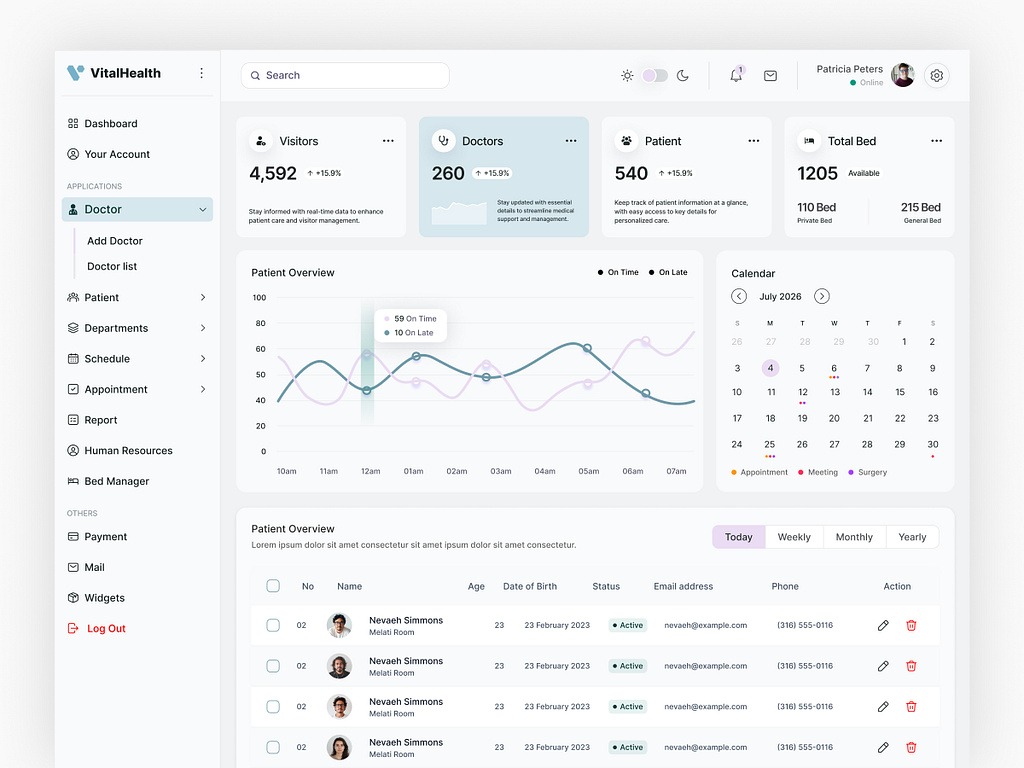 VitalHealth
Dashboard
Your Account
APPLICATIONS
Doctor
Add Doctor
Doctor list
Patient
Departments
Schedule
Appointment
Report
Human Resources
Bed Manager
OTHERS
Payment
Mail
Widgets
Log Out
Search
1
Patricia Peters
Online
Visitors
4,592 ↑ +15.9%
Stay informed with real-time data to enhance
patient care and visitor management.
Doctors
260 ↑ +15.9%
Stay updated with essential
details to streamline medical
support and management.
Patient
540 ↑ +15.9%
Keep track of patient information at a glance,
with easy access to key details for
personalized care.
Total Bed
1205 Available
110 Bed 215 Bed
Private Bed General Bed
Patient Overview On Time On Late
100
80
60
50
40
20
0
59 On Time
10 On Late
10am 11am 12am 01am 02am 03am 04am 05am 06am 07am
Calendar
July 2026
S M T W T F S
26 27 28 29 30 1 2
3 4 5 6 7 8 9
10 11 12 13 14 15 16
17 18 19 20 21 22 23
24 25 26 27 28 29 30
Appointment Meeting Surgery
Patient Overview
Lorem ipsum dolor sit amet consectetur sit amet ipsum dolor sit amet consectetur.
Today Weekly Monthly Yearly
No Name Age Date of Birth Status Email address Phone Action
02 Nevaeh Simmons 23 23 February 2023 Active nevaeh@example.com (316) 555-0116
Melati Room
02 Nevaeh Simmons 23 23 February 2023 Active nevaeh@example.com (316) 555-0116
Melati Room
02 Nevaeh Simmons 23 23 February 2023 Active nevaeh@example.com (316) 555-0116
Melati Room
02 Nevaeh Simmons 23 23 February 2023 Active nevaeh@example.com (316) 555-0116
Melati Room